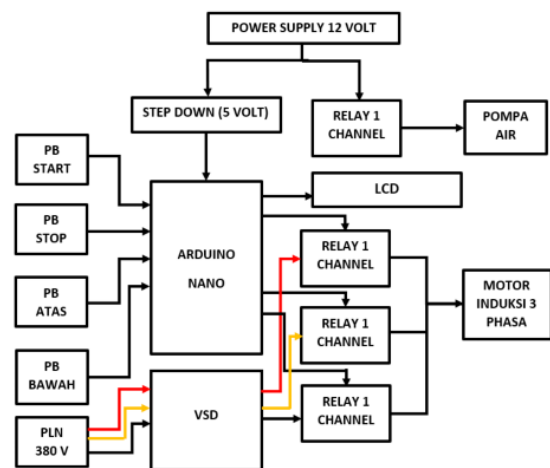 POWER SUPPLY 12 VOLT
STEP DOWN (5 VOLT)
RELAY 1
CHANNEL
POMPA
AIR
PB
START
PB
STOP
PB
ATAS
PB
BAWAH
PLN
380 V
ARDUINO
NANO
VSD
LCD
RELAY 1
CHANNEL
RELAY 1
CHANNEL
RELAY 1
CHANNEL
MOTOR
INDUKSI 3
PHASA